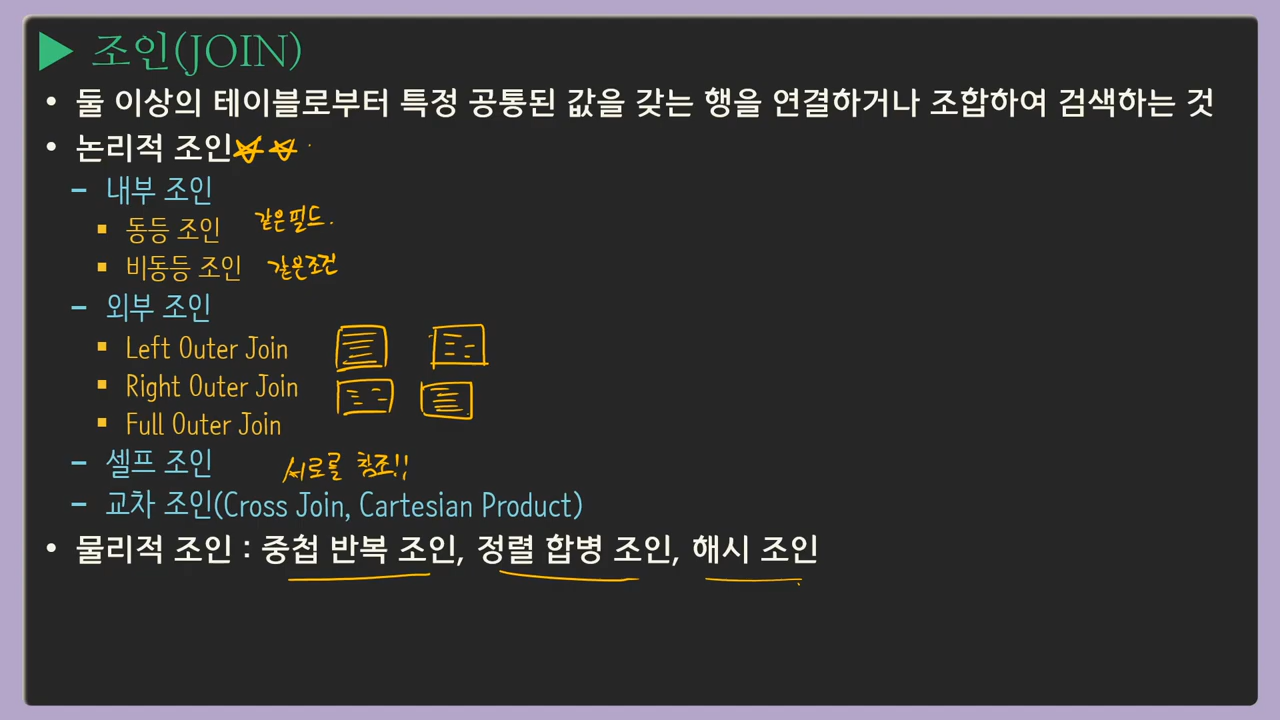 ▶ 조인(JOIN)
• 둘 이상의 테이블로부터 특정 공통된 값을 갖는 행을 연결하거나 조합하여 검색하는 것
• 논리적 조인
– 내부 조인
▪ 동등 조인 같은필드.
▪ 비동등 조인 같은조건
– 외부 조인
▪ Left Outer Join
▪ Right Outer Join
▪ Full Outer Join
– 셀프 조인 서로를 참조!!
– 교차 조인(Cross Join, Cartesian Product)
• 물리적 조인 : 중첩 반복 조인, 정렬 합병 조인, 해시 조인